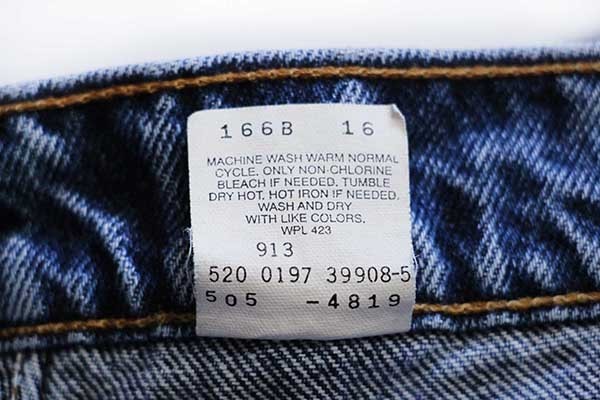 166B 16
MACHINE WASH WARM NORMAL
CYCLE. ONLY NON-CHLORINE
BLEACH IF NEEDED. TUMBLE
DRY HOT. HOT IRON IF NEEDED.
WASH AND DRY
WITH LIKE COLORS.
WPL 423
913
520 0197 39908-5
505 -4819